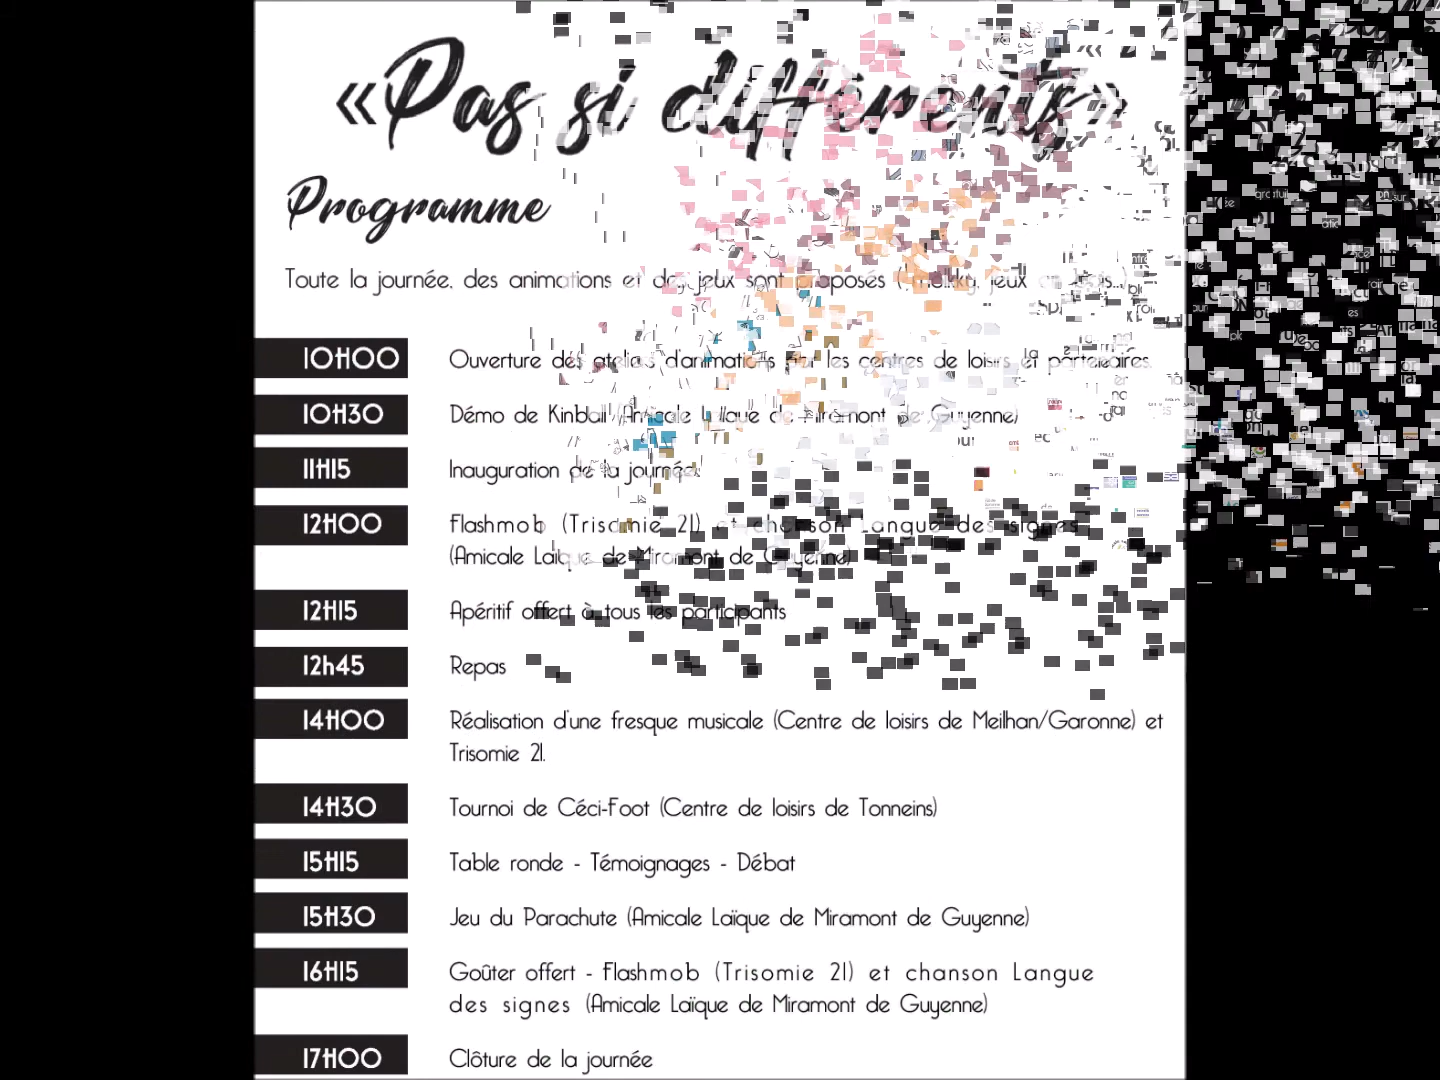 «Pas si différents»
Programme
Toute la journée, des animations et des jeux sont proposés
10H00 Ouverture des ateliers d'animations par les centres de loisirs et partenaires.
10H30 Démo de Kinball (Amicale Laïque de Miramont de Guyenne)
11H15 Inauguration de la journée
12H00 Flashmob (Trisomie 21) et chanson Langue des signes
(Amicale Laïque de Miramont de Guyenne)
12H15 Apéritif offert à tous les participants
12h45 Repas
14H00 Réalisation d'une fresque musicale (Centre de loisirs de Meilhan/Garonne) et
Trisomie 21.
14H30 Tournoi de Céci-Foot (Centre de loisirs de Tonneins)
15H15 Table ronde - Témoignages - Débat
15H30 Jeu du Parachute (Amicale Laïque de Miramont de Guyenne)
16H15 Goûter offert - Flashmob (Trisomie 21) et chanson Langue
des signes (Amicale Laïque de Miramont de Guyenne)
17H00 Clôture de la journée